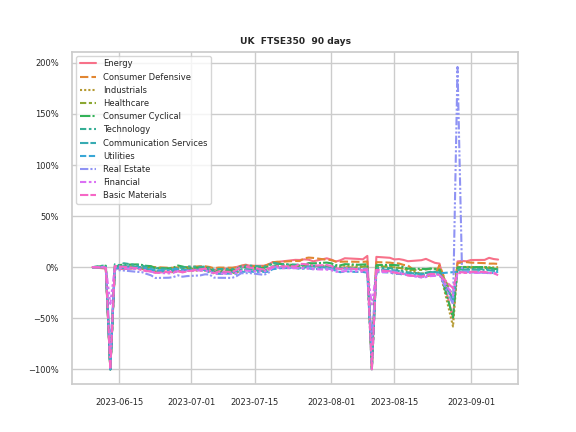 UK FTSE350 90 days
200%
150%
100%
50%
0%
−50%
−100%
Energy
Consumer Defensive
Industrials
Healthcare
Consumer Cyclical
Technology
Communication Services
Utilities
Real Estate
Financial
Basic Materials
2023-06-15
2023-07-01
2023-07-15
2023-08-01
2023-08-15
2023-09-01